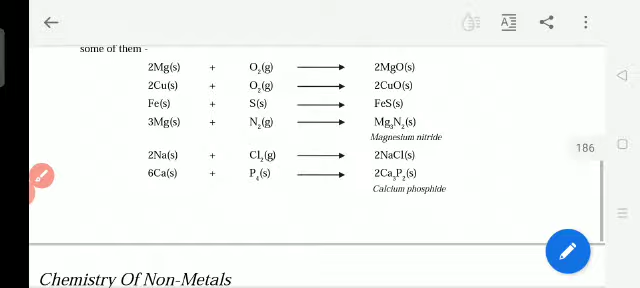 some of them -
2Mg(s) + O₂(g) ⟶ 2MgO(s)
2Cu(s) + O₂(g) ⟶ 2CuO(s)
Fe(s) + S(s) ⟶ FeS(s)
3Mg(s) + N₂(g) ⟶ Mg₃N₂(s)
Magnesium nitride
2Na(s) + Cl₂(g) ⟶ 2NaCl(s)
6Ca(s) + P₄(s) ⟶ 2Ca₃P₂(s)
Calcium phosphide
186
Chemistry Of Non-Metals